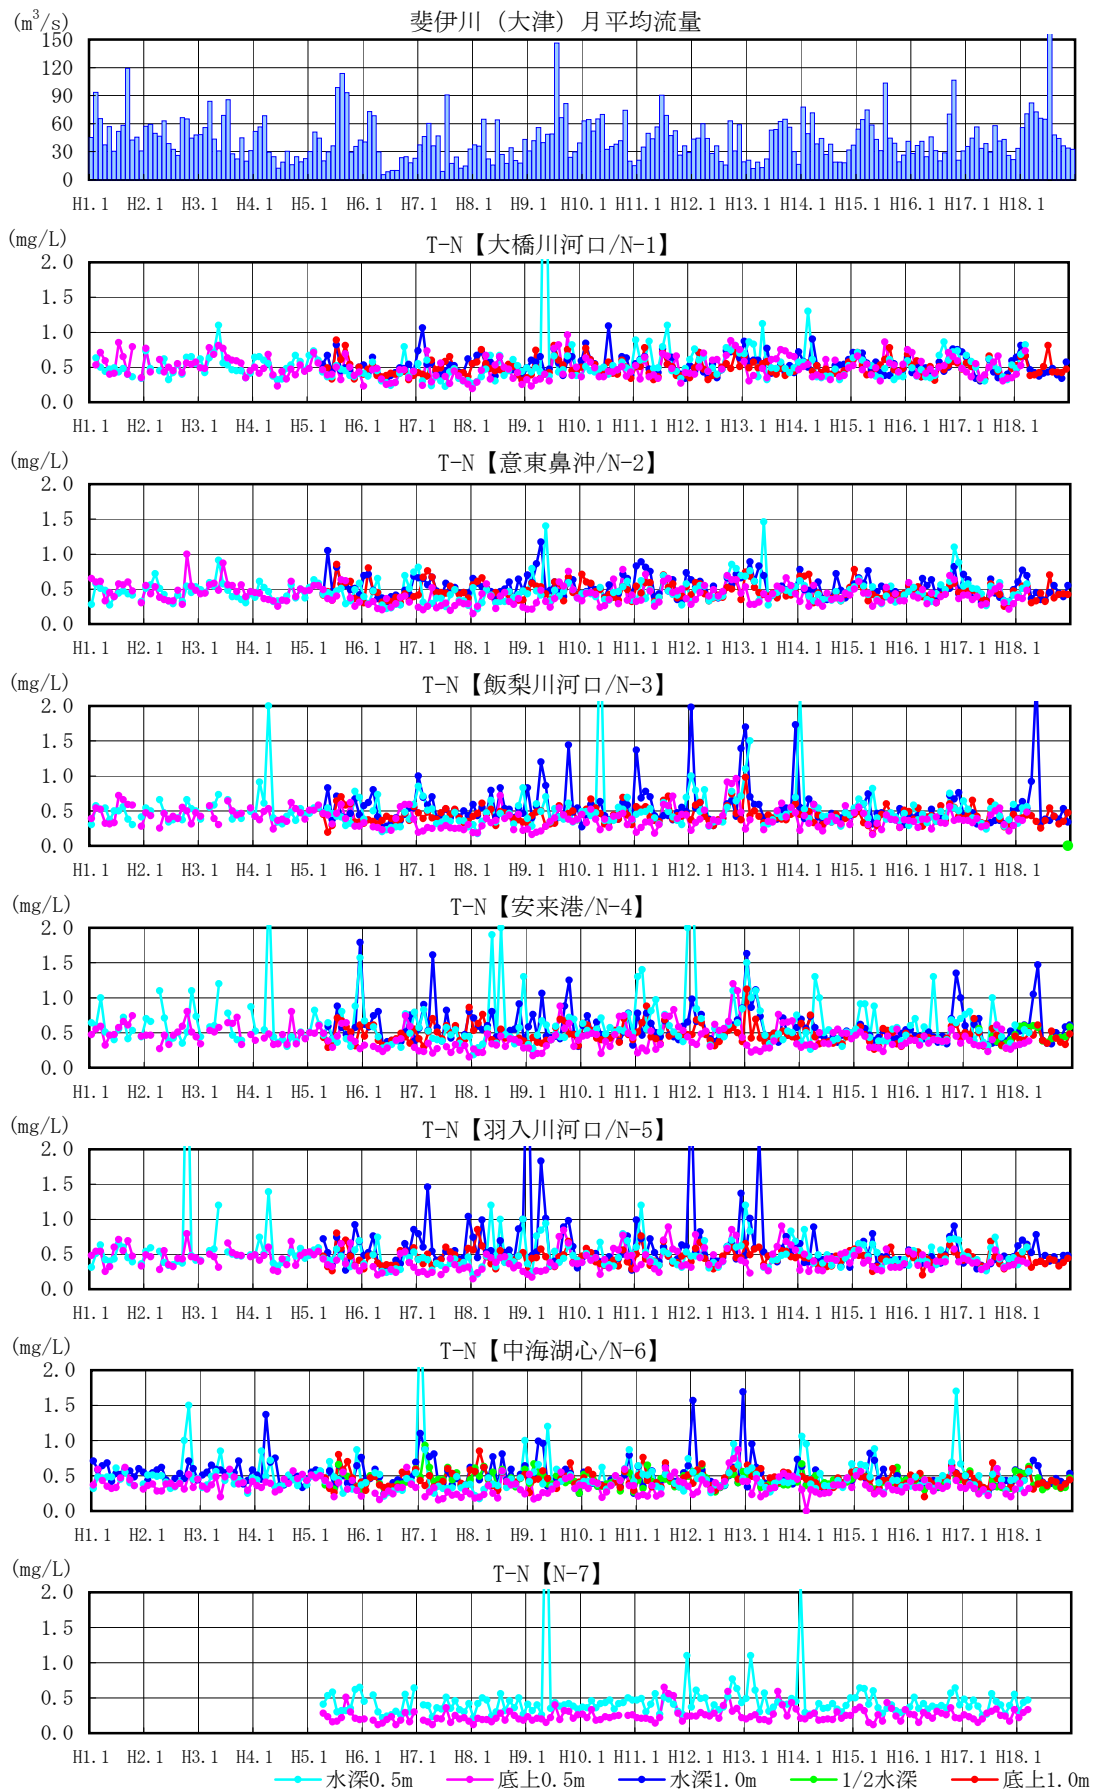 (m³/s) 斐伊川（大津）月平均流量
150
120
90
60
30
0
H1.1 H2.1 H3.1 H4.1 H5.1 H6.1 H7.1 H8.1 H9.1 H10.1 H11.1 H12.1 H13.1 H14.1 H15.1 H16.1 H17.1 H18.1
(mg/L) T-N【大橋川河口/N-1】
2.0
1.5
1.0
0.5
0.0
H1.1 H2.1 H3.1 H4.1 H5.1 H6.1 H7.1 H8.1 H9.1 H10.1 H11.1 H12.1 H13.1 H14.1 H15.1 H16.1 H17.1 H18.1
(mg/L) T-N【意東鼻沖/N-2】
2.0
1.5
1.0
0.5
0.0
H1.1 H2.1 H3.1 H4.1 H5.1 H6.1 H7.1 H8.1 H9.1 H10.1 H11.1 H12.1 H13.1 H14.1 H15.1 H16.1 H17.1 H18.1
(mg/L) T-N【飯梨川河口/N-3】
2.0
1.5
1.0
0.5
0.0
H1.1 H2.1 H3.1 H4.1 H5.1 H6.1 H7.1 H8.1 H9.1 H10.1 H11.1 H12.1 H13.1 H14.1 H15.1 H16.1 H17.1 H18.1
(mg/L) T-N【安来港/N-4】
2.0
1.5
1.0
0.5
0.0
H1.1 H2.1 H3.1 H4.1 H5.1 H6.1 H7.1 H8.1 H9.1 H10.1 H11.1 H12.1 H13.1 H14.1 H15.1 H16.1 H17.1 H18.1
(mg/L) T-N【羽入川河口/N-5】
2.0
1.5
1.0
0.5
0.0
H1.1 H2.1 H3.1 H4.1 H5.1 H6.1 H7.1 H8.1 H9.1 H10.1 H11.1 H12.1 H13.1 H14.1 H15.1 H16.1 H17.1 H18.1
(mg/L) T-N【中海湖心/N-6】
2.0
1.5
1.0
0.5
0.0
H1.1 H2.1 H3.1 H4.1 H5.1 H6.1 H7.1 H8.1 H9.1 H10.1 H11.1 H12.1 H13.1 H14.1 H15.1 H16.1 H17.1 H18.1
(mg/L) T-N【N-7】
2.0
1.5
1.0
0.5
0.0
H1.1 H2.1 H3.1 H4.1 H5.1 H6.1 H7.1 H8.1 H9.1 H10.1 H11.1 H12.1 H13.1 H14.1 H15.1 H16.1 H17.1 H18.1
水深0.5m 底上0.5m 水深1.0m 1/2水深 底上1.0m